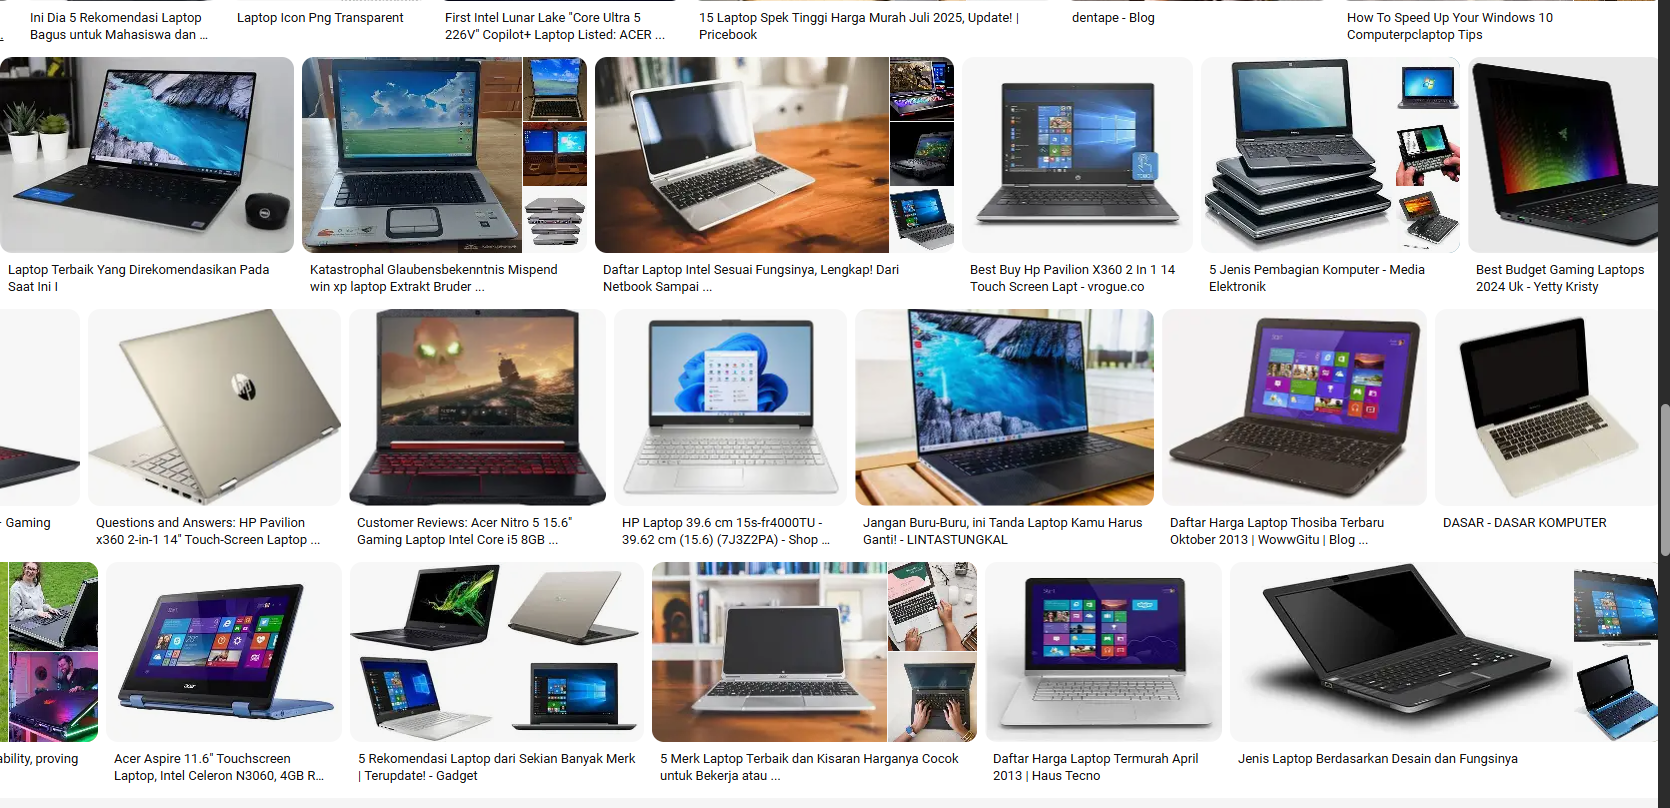 Ini Dia 5 Rekomendasi Laptop
Bagus untuk Mahasiswa dan ...
Laptop Icon Png Transparent
First Intel Lunar Lake "Core Ultra 5
226V" Copilot+ Laptop Listed: ACER ...
15 Laptop Spek Tinggi Harga Murah Juli 2025, Update! |
Pricebook
dentape - Blog
How To Speed Up Your Windows 10
Computerpclaptop Tips
Laptop Terbaik Yang Direkomendasikan Pada
Saat Ini I
Katastrophal Glaubensbekenntnis Mispend
win xp laptop Extrakt Bruder ...
Daftar Laptop Intel Sesuai Fungsinya, Lengkap! Dari
Netbook Sampai ...
Best Buy Hp Pavilion X360 2 In 1 14
Touch Screen Lapt - vrogue.co
5 Jenis Pembagian Komputer - Media
Elektronik
Best Budget Gaming Laptops
2024 Uk - Yetty Kristy
- Gaming
Questions and Answers: HP Pavilion
x360 2-in-1 14" Touch-Screen Laptop ...
Customer Reviews: Acer Nitro 5 15.6"
Gaming Laptop Intel Core i5 8GB ...
HP Laptop 39.6 cm 15s-fr4000TU -
39.62 cm (15.6) (7J3Z2PA) - Shop ...
Jangan Buru-Buru, ini Tanda Laptop Kamu Harus
Ganti! - LINTASTUNGKAL
Daftar Harga Laptop Thosiba Terbaru
Oktober 2013 | WowwGitu | Blog ...
DASAR - DASAR KOMPUTER
ability, proving
Acer Aspire 11.6" Touchscreen
Laptop, Intel Celeron N3060, 4GB R...
5 Rekomendasi Laptop dari Sekian Banyak Merk
| Terupdate! - Gadget
5 Merk Laptop Terbaik dan Kisaran Harganya Cocok
untuk Bekerja atau ...
Daftar Harga Laptop Termurah April
2013 | Haus Tecno
Jenis Laptop Berdasarkan Desain dan Fungsinya